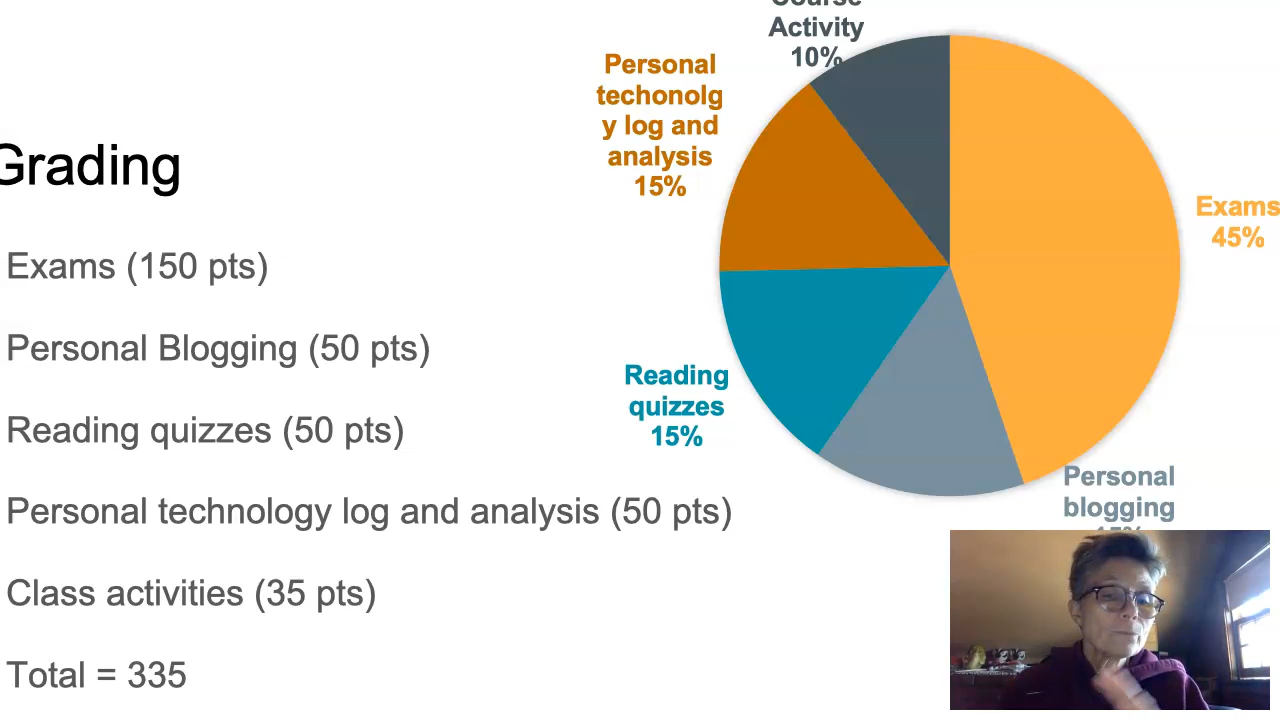 Grading
Exams (150 pts)
Personal Blogging (50 pts)
Reading quizzes (50 pts)
Personal technology log and analysis (50 pts)
Class activities (35 pts)
Total = 335
Course
Activity
10%
Personal
techonolg
y log and
analysis
15%
Exams
45%
Reading
quizzes
15%
Personal
blogging
15%